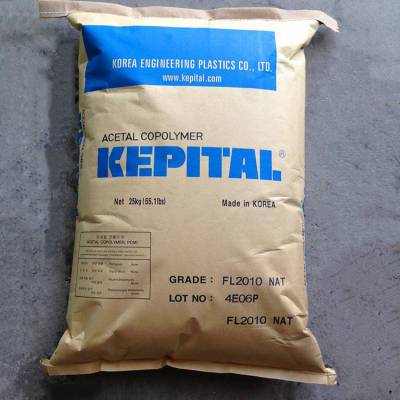 KOREA ENGINEERING PLASTICS CO., LTD.
www.kepital.com
ACETAL COPOLYMER
KEPITAL®
Net 25kg(55.1lbs) Made in KOREA
ACETAL COPOLYMER, POM)
GRADE: FL2010 NAT
LOT NO: 4E06P
FL2010 NAT